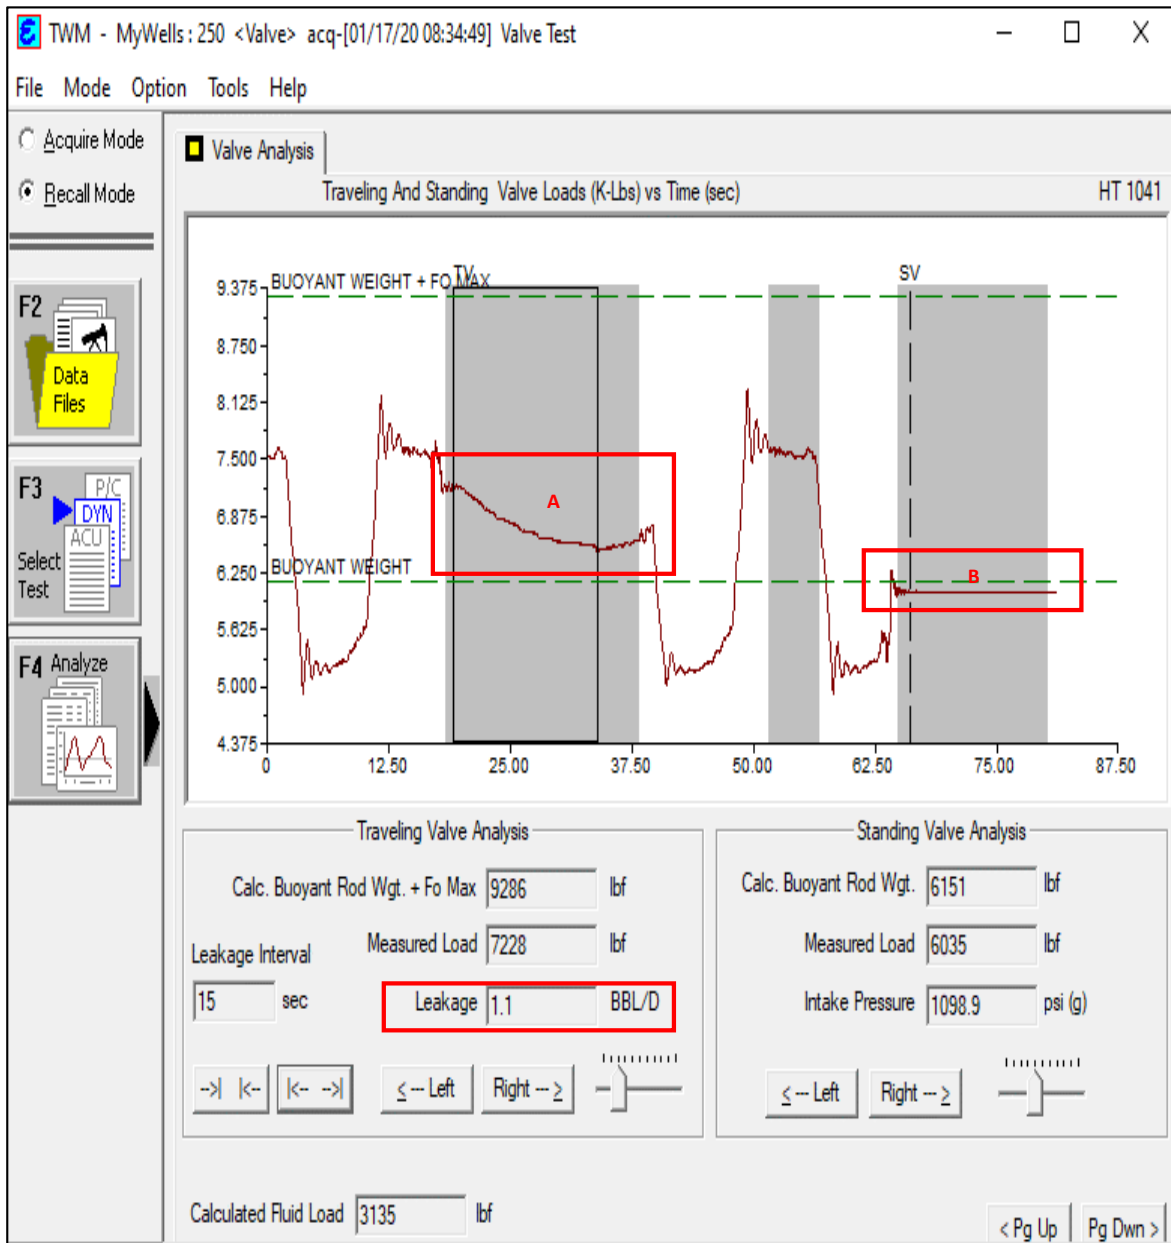 TWM - MyWells : 250 <Valve> acq-[01/17/20 08:34:49] Valve Test
File Mode Option Tools Help
Acquire Mode
Recall Mode
F2
Data
Files
F3
P/C
DYN
ACU
Select
Test
F4 Analyze
Valve Analysis
Traveling And Standing Valve Loads (K-Lbs) vs Time (sec)
HT 1041
BUOYANT WEIGHT + FO MAX
TV
SV
9.375
8.750
8.125
7.500
6.875
6.250
5.625
5.000
4.375
A
BUOYANT WEIGHT
B
0 12.50 25.00 37.50 50.00 62.50 75.00 87.50
Traveling Valve Analysis
Calc. Buoyant Rod Wgt. + Fo Max 9286 lbf
Measured Load 7228 lbf
Leakage Interval
15 sec
Leakage 1.1 BBL/D
-->| |<--
|<-- -->|
< --- Left
Right --- >
Standing Valve Analysis
Calc. Buoyant Rod Wgt. 6151 lbf
Measured Load 6035 lbf
Intake Pressure 1098.9 psi (g)
< --- Left
Right --- >
Calculated Fluid Load 3135 lbf
< Pg Up
Pg Dwn >